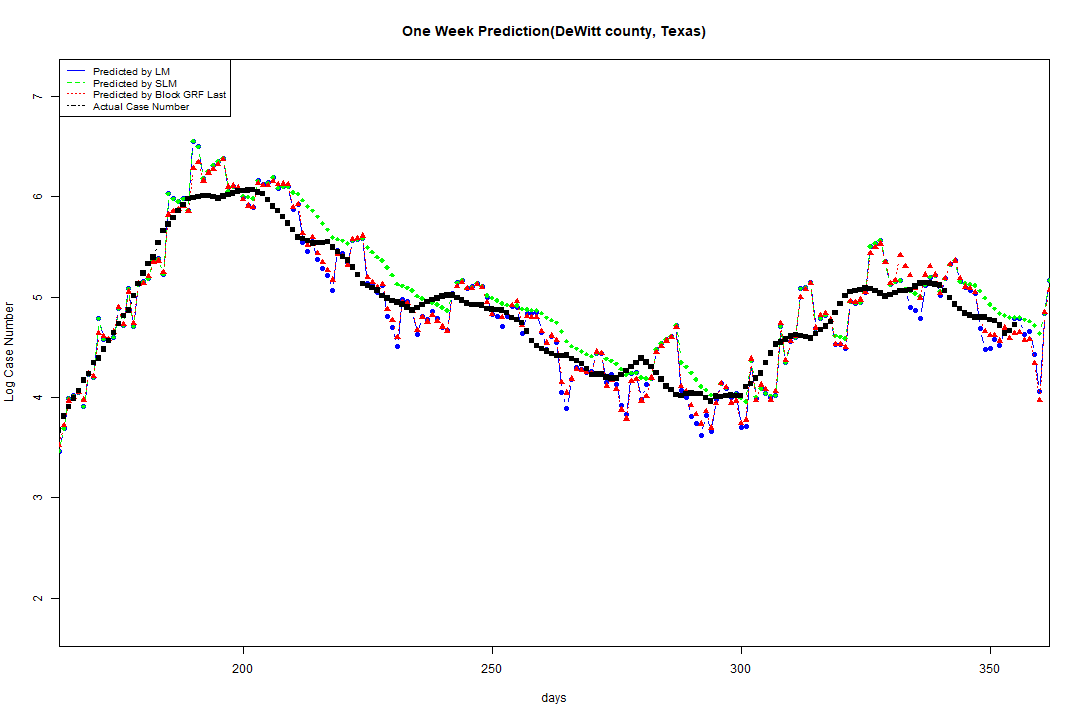 One Week Prediction(DeWitt county, Texas)
Predicted by LM
Predicted by SLM
Predicted by Block GRF Last
Actual Case Number
7
6
5
4
3
2
Log Case Number
200 250 300 350
days